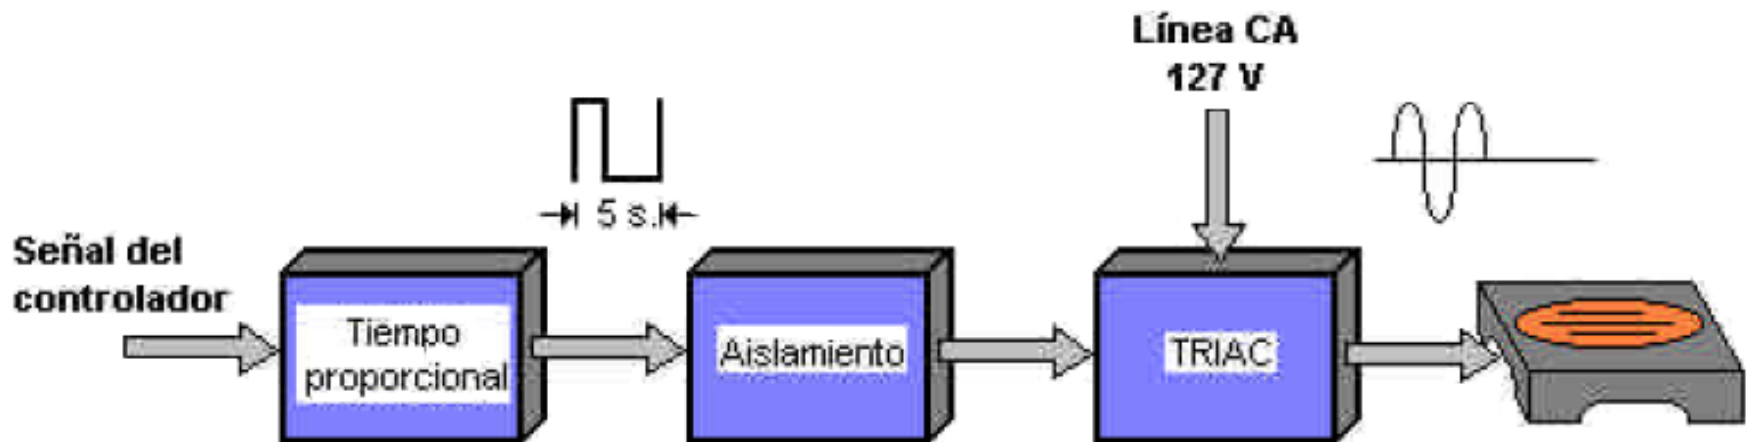 Línea CA
127 V
5 s.
Señal del
controlador
Tiempo
proporcional
Aislamiento
TRIAC